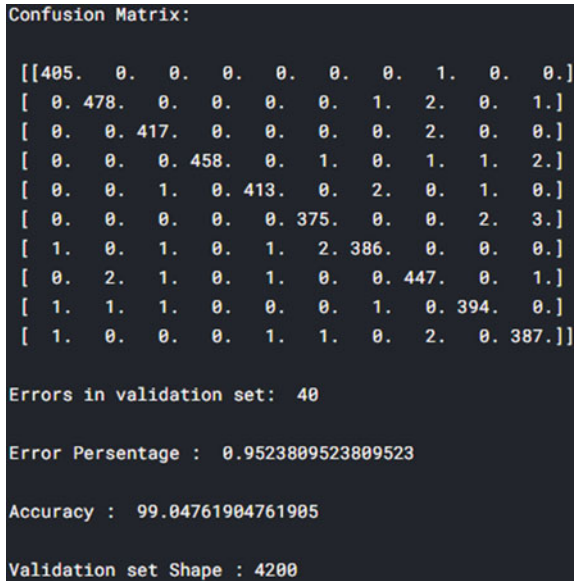 Confusion Matrix:
[[405. 0. 0. 0. 0. 0. 0. 1. 0. 0.]
[ 0. 478. 0. 0. 0. 0. 1. 2. 0. 1.]
[ 0. 0. 417. 0. 0. 0. 0. 2. 0. 0.]
[ 0. 0. 0. 458. 0. 1. 0. 1. 1. 2.]
[ 0. 0. 1. 0. 413. 0. 2. 0. 1. 0.]
[ 0. 0. 0. 0. 0. 375. 0. 0. 2. 3.]
[ 1. 0. 1. 0. 1. 2. 386. 0. 0. 0.]
[ 0. 2. 1. 0. 1. 0. 0. 447. 0. 1.]
[ 1. 1. 1. 0. 0. 0. 1. 0. 394. 0.]
[ 1. 0. 0. 0. 1. 1. 0. 2. 0. 387.]]
Errors in validation set: 40
Error Persentage : 0.9523809523809523
Accuracy : 99.04761904761905
Validation set Shape : 4200